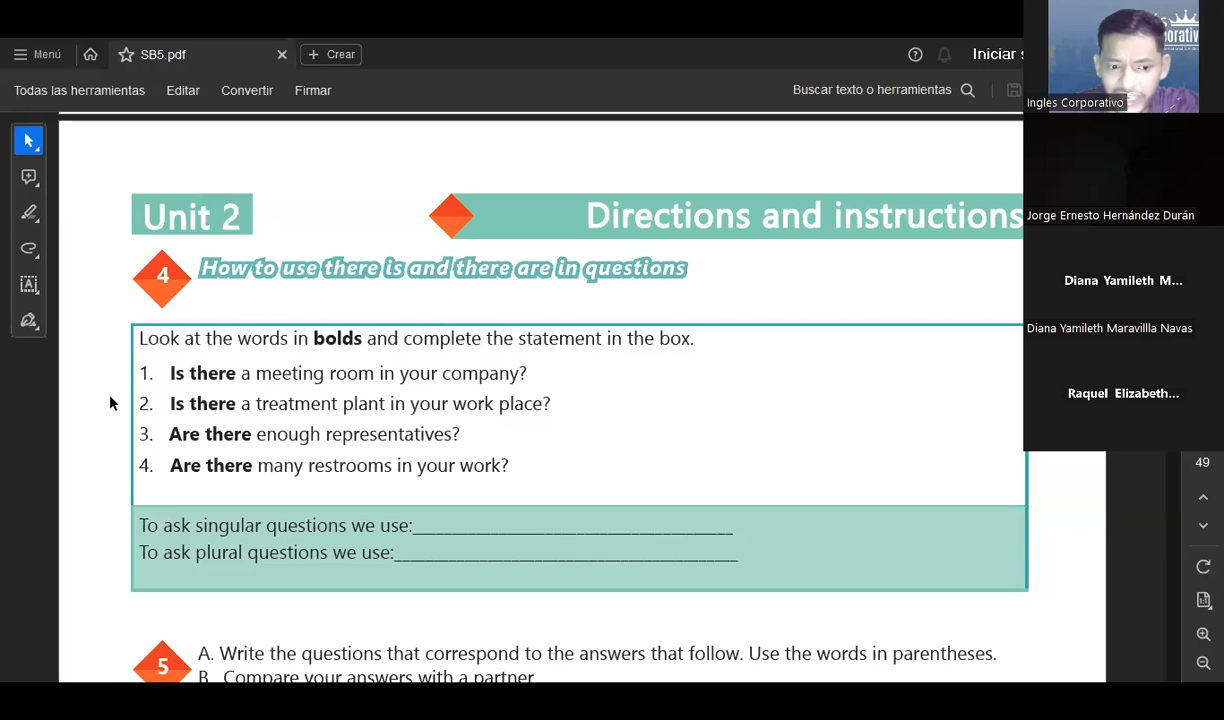 Menú
SB5.pdf
+ Crear
Iniciar s
Todas las herramientas
Editar
Convertir
Firmar
Buscar texto o herramientas
Ingles Corporativo
Jorge Ernesto Hernández Durán
Diana Yamileth M...
Diana Yamileth Maravillla Navas
Raquel Elizabeth...
Unit 2
Directions and instructions
4
How to use there is and there are in questions
Look at the words in bolds and complete the statement in the box.
1. Is there a meeting room in your company?
2. Is there a treatment plant in your work place?
3. Are there enough representatives?
4. Are there many restrooms in your work?
To ask singular questions we use:________________________________
To ask plural questions we use:___________________________________
5
A. Write the questions that correspond to the answers that follow. Use the words in parentheses.
B. Compare your answers with a partner
49